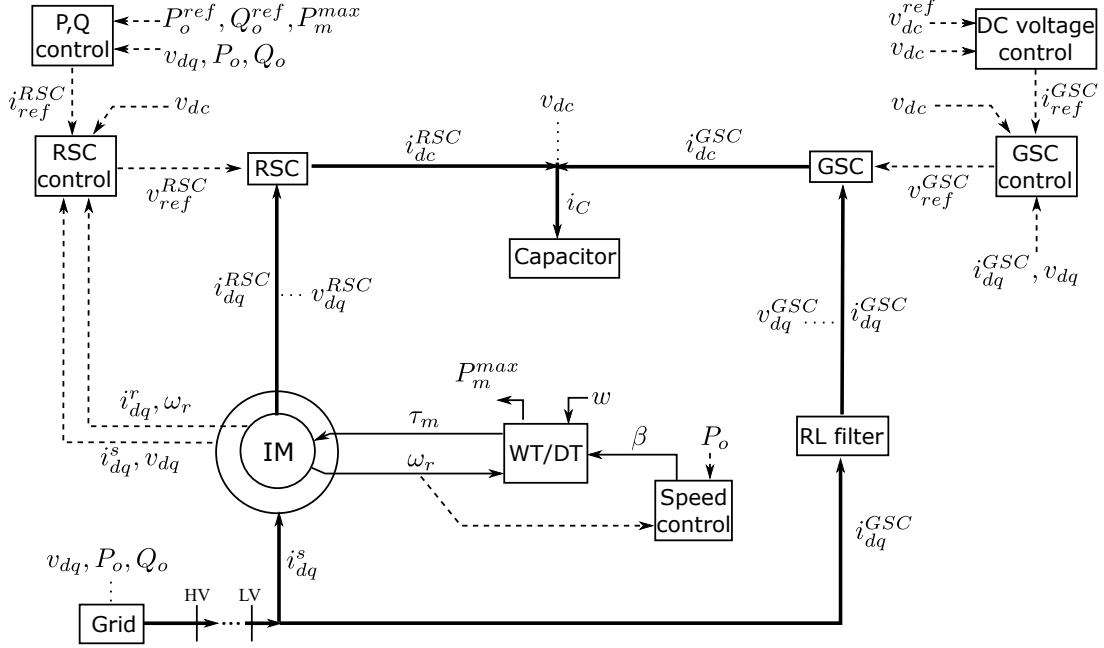 P,Q
control
P_o^{ref}, Q_o^{ref}, P_m^{max}
v_{dq}, P_o, Q_o
v_{dc}^{ref}
v_{dc}
DC voltage
control
i_{ref}^{RSC}
v_{dc}
v_{dc}
v_{dc}
i_{ref}^{GSC}
RSC
control
v_{ref}^{RSC}
RSC
i_{dc}^{RSC}
i_{dc}^{GSC}
GSC
v_{ref}^{GSC}
GSC
control
i_C
Capacitor
i_{dq}^{GSC}, v_{dq}
i_{dq}^{RSC}
v_{dq}^{RSC}
v_{dq}^{GSC}
i_{dq}^{GSC}
i_{dq}^r, ω_r
i_{dq}^s, v_{dq}
IM
τ_m
ω_r
P_m^{max}
w
WT/DT
β
P_o
Speed
control
RL filter
i_{dq}^{GSC}
i_{dq}^s
v_{dq}, P_o, Q_o
Grid
HV
LV